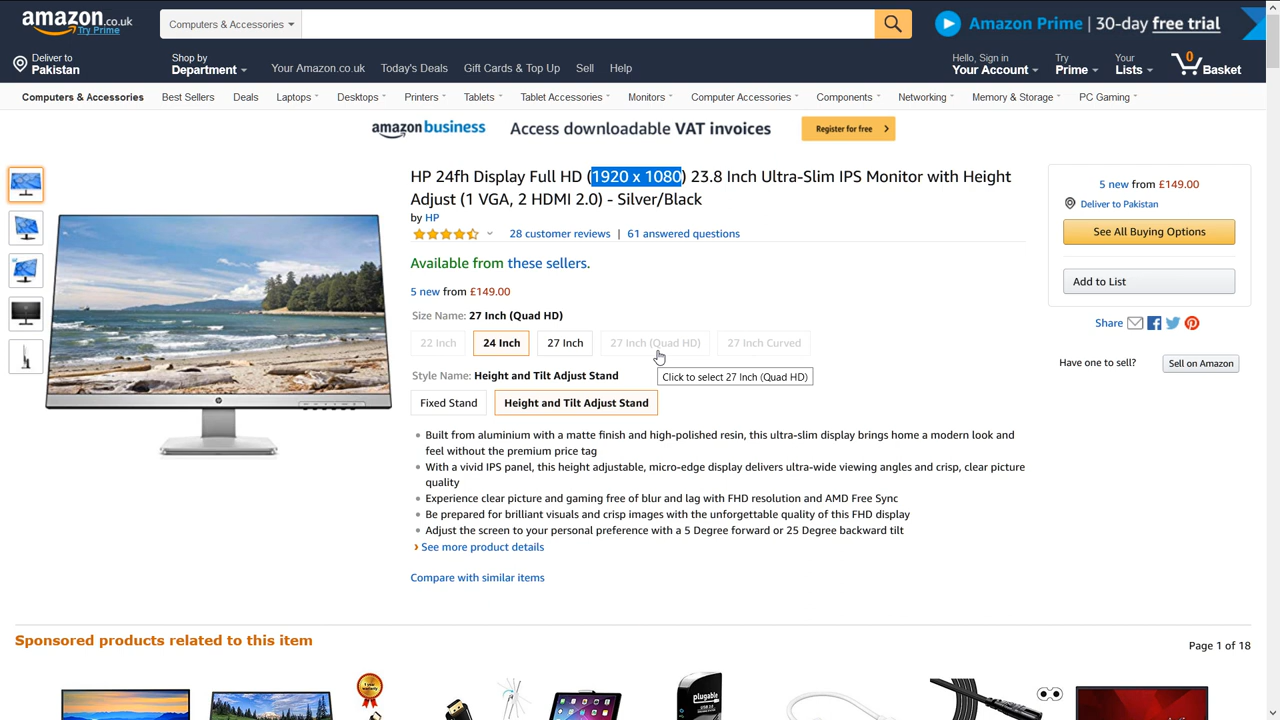 amazon.co.uk
Try Prime
Computers & Accessories
Amazon Prime | 30-day free trial
Deliver to
Pakistan
Shop by
Department
Your Amazon.co.uk
Today's Deals
Gift Cards & Top Up
Sell
Help
Hello, Sign in
Your Account
Try
Prime
Your
Lists
0
Basket
Computers & Accessories
Best Sellers
Deals
Laptops
Desktops
Printers
Tablets
Tablet Accessories
Monitors
Computer Accessories
Components
Networking
Memory & Storage
PC Gaming
amazon business
Access downloadable VAT invoices
Register for free
HP 24fh Display Full HD (1920 x 1080) 23.8 Inch Ultra-Slim IPS Monitor with Height
Adjust (1 VGA, 2 HDMI 2.0) - Silver/Black
by HP
28 customer reviews | 61 answered questions
Available from these sellers.
5 new from £149.00
Size Name: 27 Inch (Quad HD)
22 Inch
24 Inch
27 Inch
27 Inch (Quad HD)
27 Inch Curved
Click to select 27 Inch (Quad HD)
Style Name: Height and Tilt Adjust Stand
Fixed Stand
Height and Tilt Adjust Stand
Built from aluminium with a matte finish and high-polished resin, this ultra-slim display brings home a modern look and
feel without the premium price tag
With a vivid IPS panel, this height adjustable, micro-edge display delivers ultra-wide viewing angles and crisp, clear picture
quality
Experience clear picture and gaming free of blur and lag with FHD resolution and AMD Free Sync
Be prepared for brilliant visuals and crisp images with the unforgettable quality of this FHD display
Adjust the screen to your personal preference with a 5 Degree forward or 25 Degree backward tilt
› See more product details
Compare with similar items
5 new from £149.00
Deliver to Pakistan
See All Buying Options
Add to List
Share
Have one to sell?
Sell on Amazon
Sponsored products related to this item
Page 1 of 18
plugable